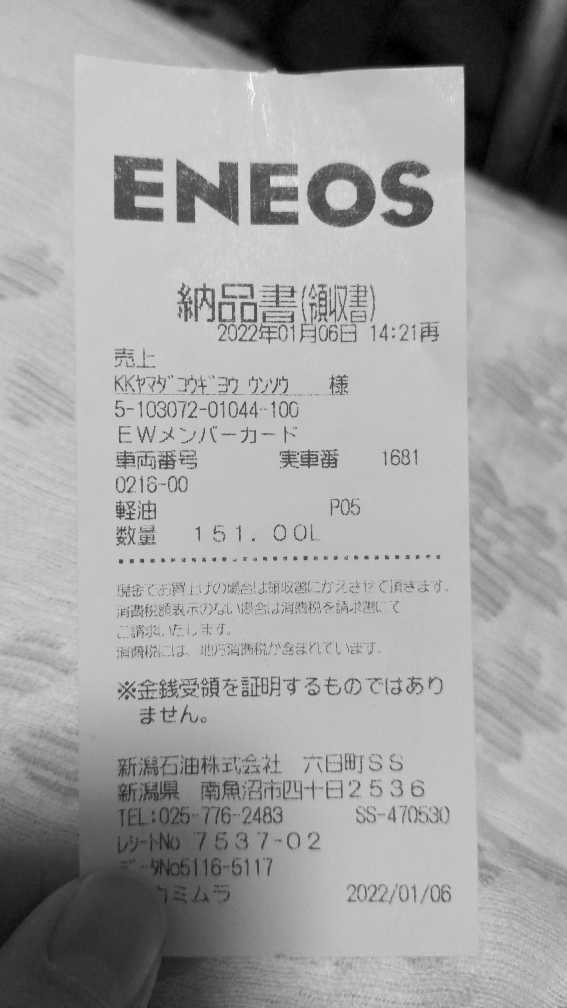 ENEOS
納品書(領収書)
2022年01月06日 14:21再
売上
KKヤマダコウギヨウ ウンソウ 様
5-103072-01044-100
EWメンバーカード
車両番号 実車番 1681
0216-00
軽油 P05
数量 151.00L
現金でお買上げの場合は領収書にかえさせて頂きます。
消費税額表示のない場合は消費税を請求書にて
ご請求いたします。
消費税には、地方消費税が含まれています。
※金銭受領を証明するものではあり
ません。
新潟石油株式会社 六日町SS
新潟県 南魚沼市四十日2536
TEL:025-776-2483 SS-470530
レシートNo 7537-02
データNo5116-5117
カミムラ 2022/01/06